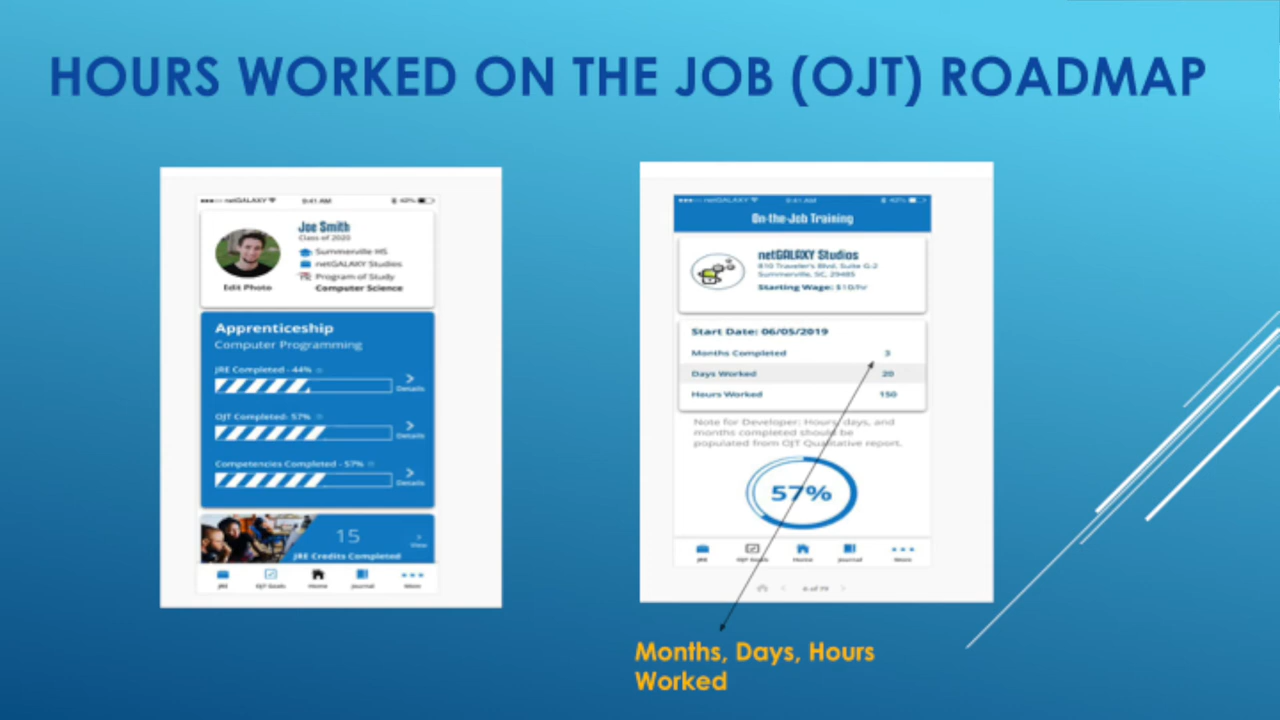 HOURS WORKED ON THE JOB (OJT) ROADMAP
netGALAXY
9:41 AM
42%
Joe Smith
Class of 2020
Summerville HS
netGALAXY Studios
Program of Study
Computer Science
Edit Photo
Apprenticeship
Computer Programming
JRE Completed - 44%
Details
OJT Completed- 57%
Details
Competencies Completed - 57%
Details
15
View
JRE Credits Completed
JRE
OJT Goals
Home
Journal
More
netGALAXY
9:41 AM
42%
On-the-Job Training
netGALAXY Studios
810 Traveler's Blvd, Suite G-2
Summerville, SC, 29485
Starting Wage: $10/hr
Start Date: 06/05/2019
Months Completed 3
Days Worked 20
Hours Worked 150
Note for Developer: Hours, days, and
months completed should be
populated from OJT Qualitative report.
57%
JRE
OJT Goals
Home
Journal
More
6 of 79
Months, Days, Hours
Worked